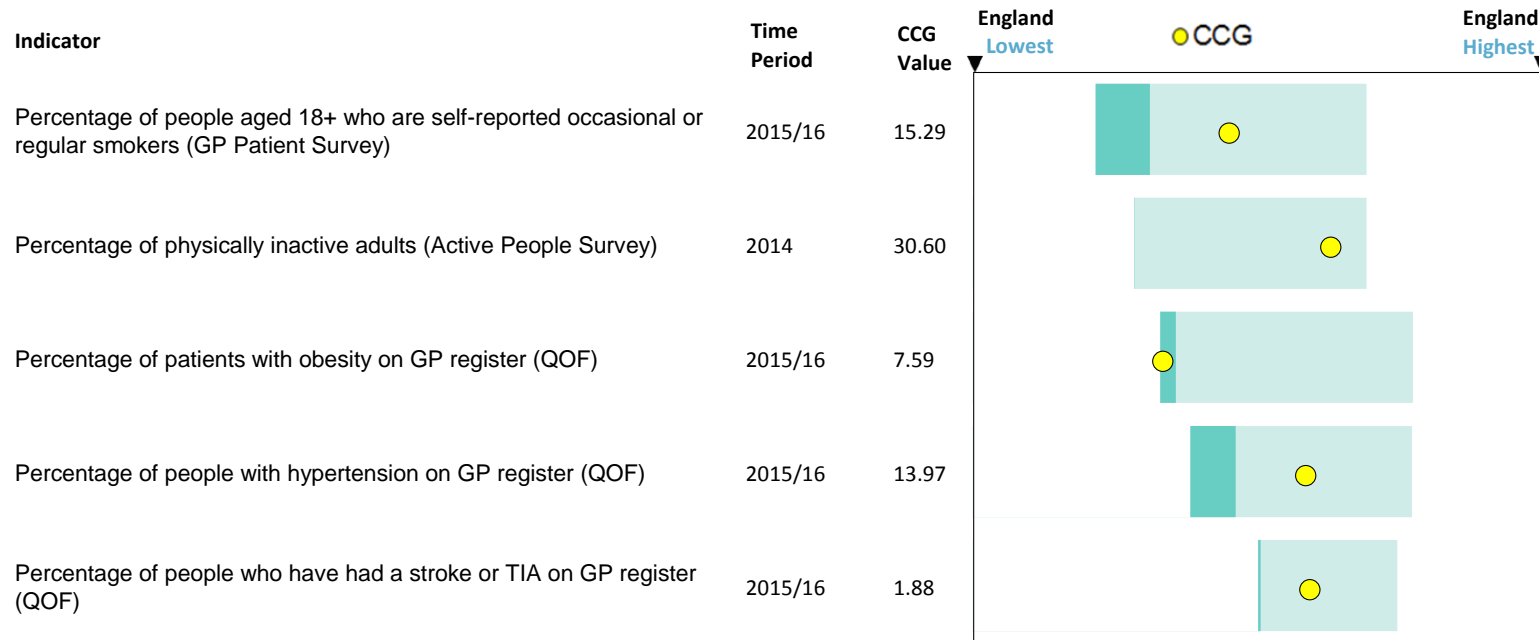 Indicator
Time
Period
CCG
Value
England
Lowest
CCG
England
Highest
Percentage of people aged 18+ who are self-reported occasional or
regular smokers (GP Patient Survey)
2015/16
15.29
Percentage of physically inactive adults (Active People Survey)
2014
30.60
Percentage of patients with obesity on GP register (QOF)
2015/16
7.59
Percentage of people with hypertension on GP register (QOF)
2015/16
13.97
Percentage of people who have had a stroke or TIA on GP register
(QOF)
2015/16
1.88